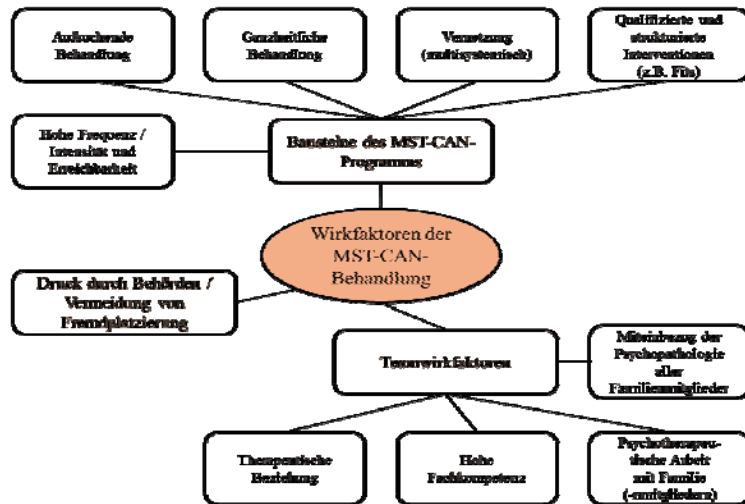 Aufsuchende
Behandlung
Ganzheitliche
Behandlung
Vernetzung
(multisystemisch)
Qualifizierte und
strukturierte
Interventionen
(z.B. Fits)
Hohe Frequenz /
Intensität und
Erreichbarkeit
Bausteine des MST-CAN-
Programms
Wirkfaktoren der
MST-CAN-
Behandlung
Druck durch Behörden /
Vermeidung von
Fremdplatzierung
Teamwirkfaktoren
Miteinbezug der
Psychopathologie
aller
Familienmitglieder
Therapeutische
Beziehung
Hohe
Fachkompetenz
Psychotherapeu-
tische Arbeit
mit Familie
(-nmitgliedern)